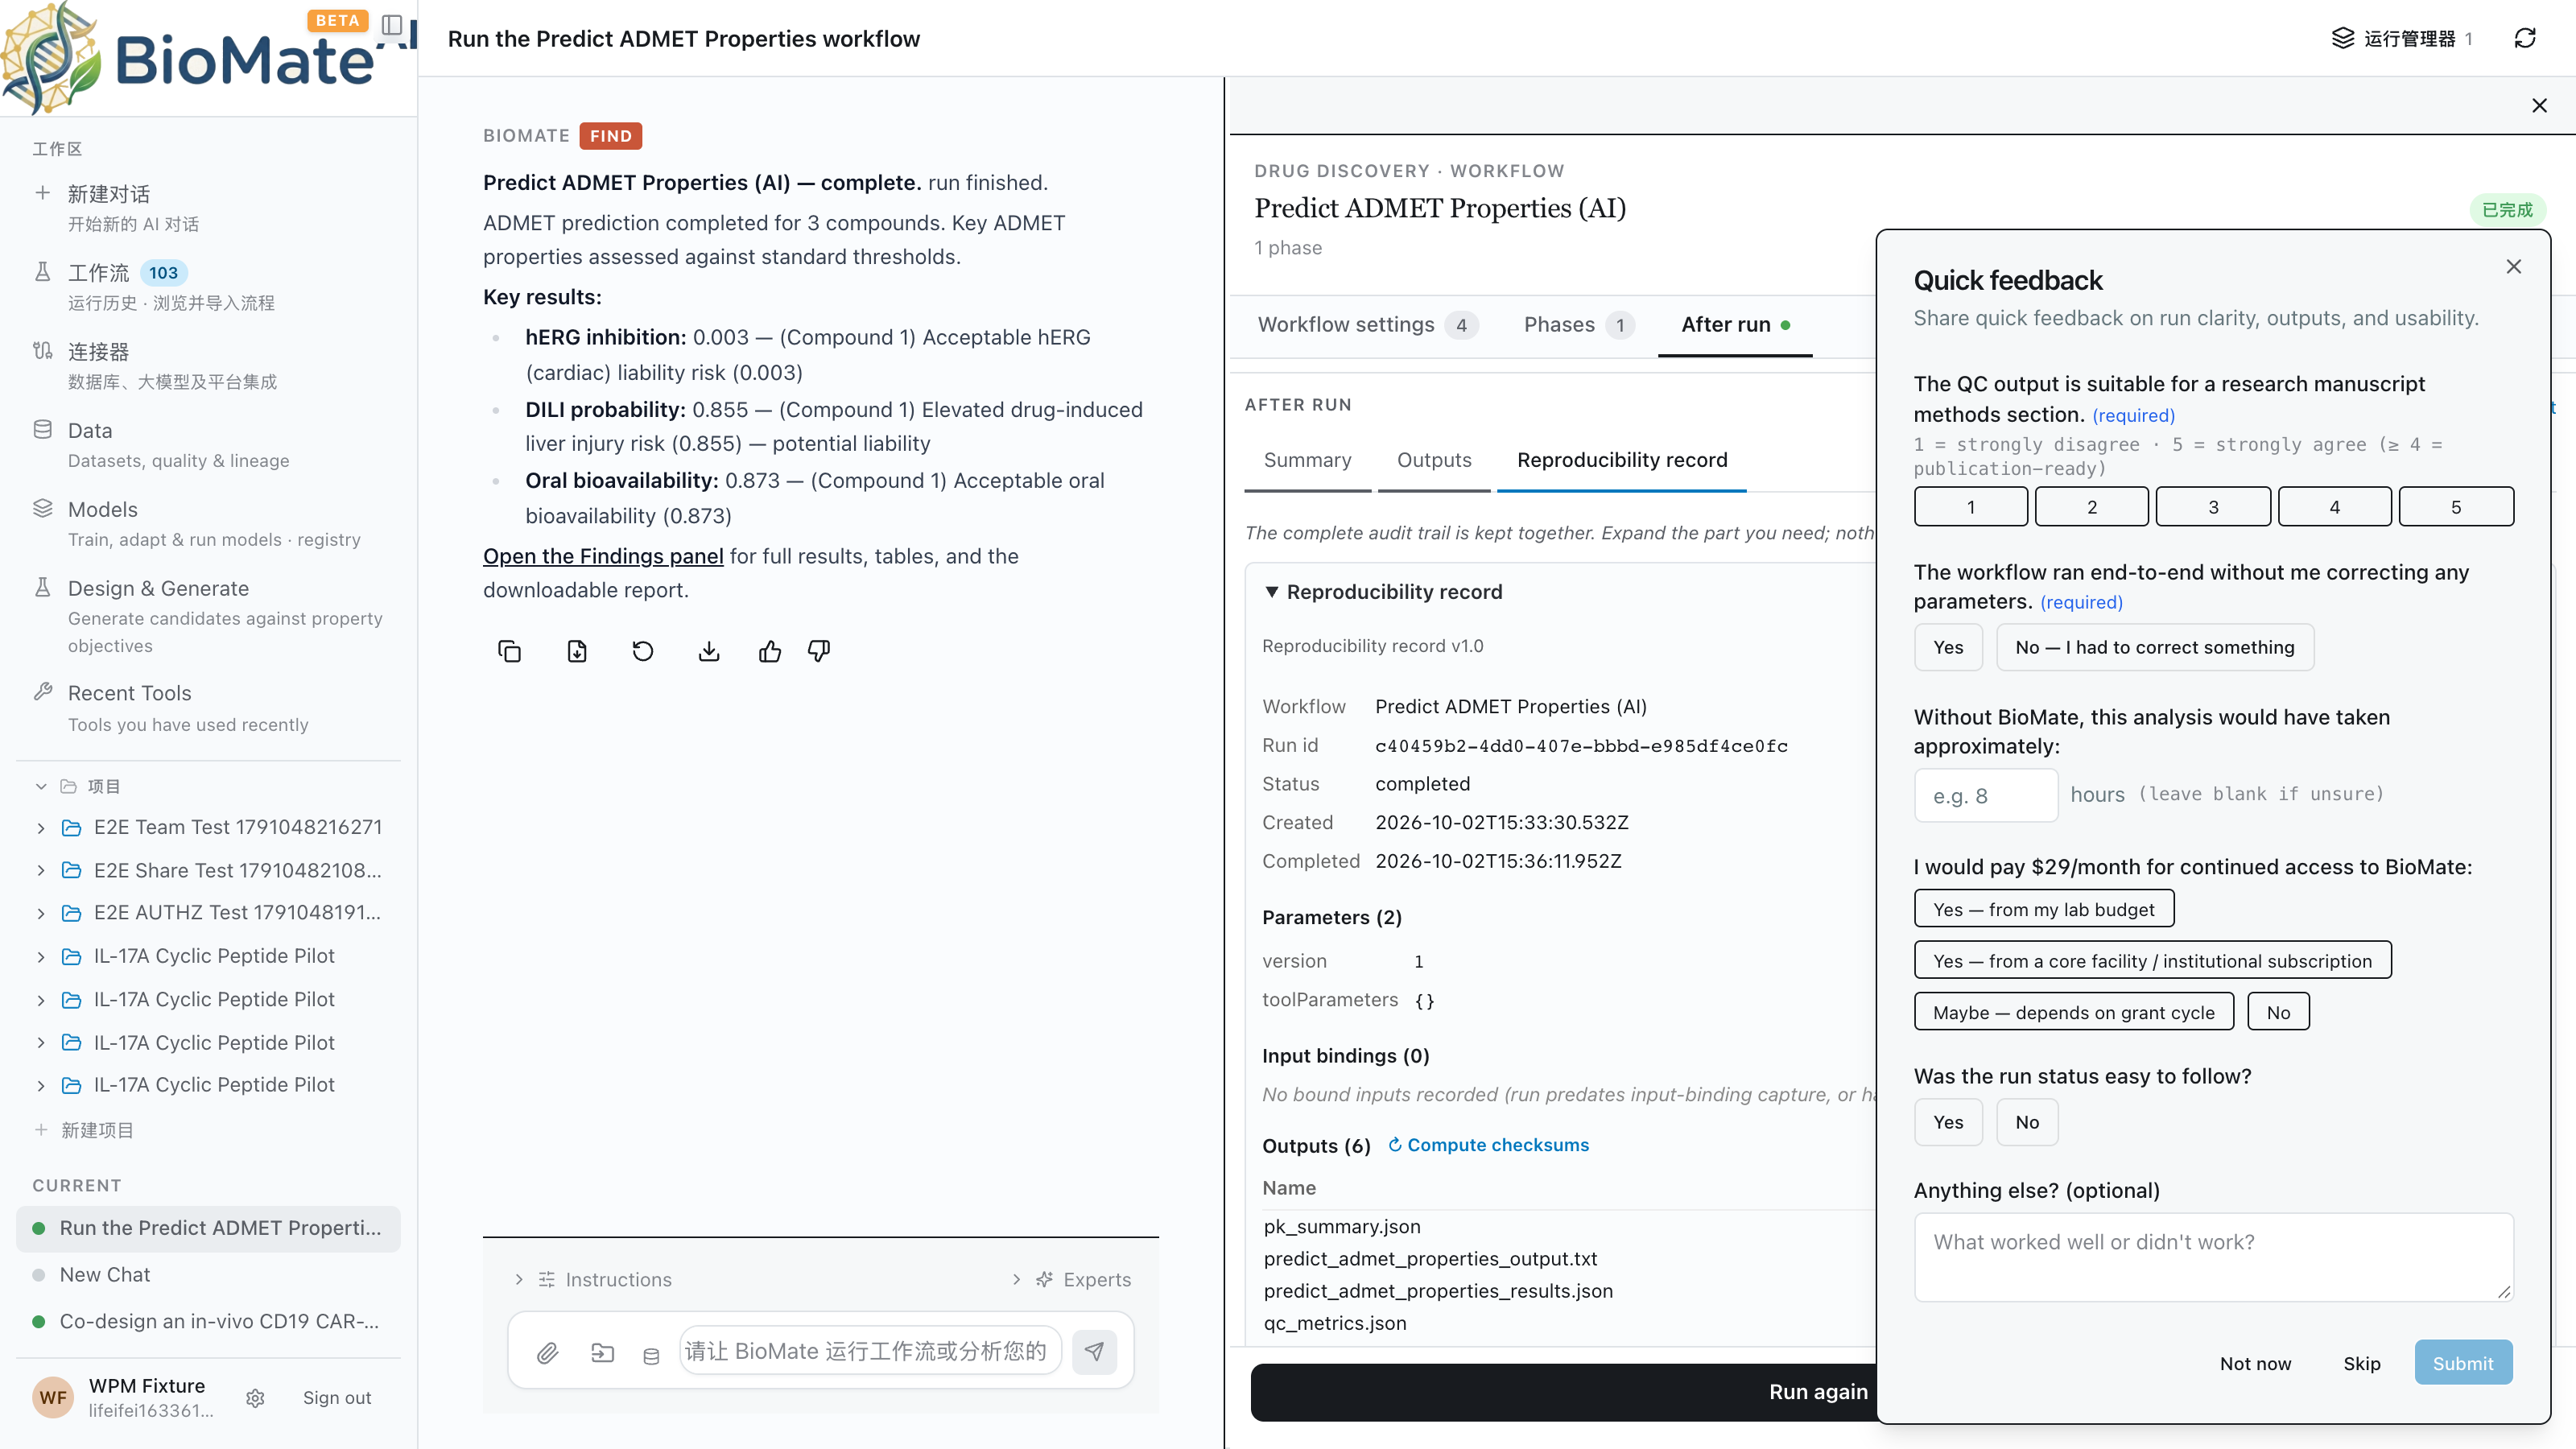 BioMate
BETA
工作区
新建对话
开始新的 AI 对话
工作流 103
运行历史 · 浏览并导入流程
连接器
数据库、大模型及平台集成
Data
Datasets, quality & lineage
Models
Train, adapt & run models · registry
Design & Generate
Generate candidates against property
objectives
Recent Tools
Tools you have used recently
项目
E2E Team Test 1791048216271
E2E Share Test 17910482108...
E2E AUTHZ Test 1791048191...
IL-17A Cyclic Peptide Pilot
IL-17A Cyclic Peptide Pilot
IL-17A Cyclic Peptide Pilot
IL-17A Cyclic Peptide Pilot
新建项目
CURRENT
Run the Predict ADMET Properti...
New Chat
Co-design an in-vivo CD19 CAR-...
WF
WPM Fixture
lifeifei163361...
Sign out
Run the Predict ADMET Properties workflow
运行管理器 1
BIOMATE FIND
Predict ADMET Properties (AI) — complete. run finished.
ADMET prediction completed for 3 compounds. Key ADMET
properties assessed against standard thresholds.
Key results:
hERG inhibition: 0.003 — (Compound 1) Acceptable hERG
(cardiac) liability risk (0.003)
DILI probability: 0.855 — (Compound 1) Elevated drug-induced
liver injury risk (0.855) — potential liability
Oral bioavailability: 0.873 — (Compound 1) Acceptable oral
bioavailability (0.873)
Open the Findings panel for full results, tables, and the
downloadable report.
Instructions
Experts
请让 BioMate 运行工作流或分析您的
DRUG DISCOVERY · WORKFLOW
Predict ADMET Properties (AI)
1 phase
已完成
Workflow settings 4
Phases 1
After run
AFTER RUN
Summary
Outputs
Reproducibility record
The complete audit trail is kept together. Expand the part you need; noth
▼ Reproducibility record
Reproducibility record v1.0
Workflow Predict ADMET Properties (AI)
Run id c40459b2-4dd0-407e-bbbd-e985df4ce0fc
Status completed
Created 2026-10-02T15:33:30.532Z
Completed 2026-10-02T15:36:11.952Z
Parameters (2)
version 1
toolParameters {}
Input bindings (0)
No bound inputs recorded (run predates input-binding capture, or ha
Outputs (6) ↻ Compute checksums
Name
pk_summary.json
predict_admet_properties_output.txt
predict_admet_properties_results.json
qc_metrics.json
Run again
Quick feedback
Share quick feedback on run clarity, outputs, and usability.
The QC output is suitable for a research manuscript
methods section. (required)
1 = strongly disagree · 5 = strongly agree (≥ 4 =
publication-ready)
1 2 3 4 5
The workflow ran end-to-end without me correcting any
parameters. (required)
Yes
No — I had to correct something
Without BioMate, this analysis would have taken
approximately:
e.g. 8 hours (leave blank if unsure)
I would pay $29/month for continued access to BioMate:
Yes — from my lab budget
Yes — from a core facility / institutional subscription
Maybe — depends on grant cycle
No
Was the run status easy to follow?
Yes
No
Anything else? (optional)
What worked well or didn't work?
Not now
Skip
Submit